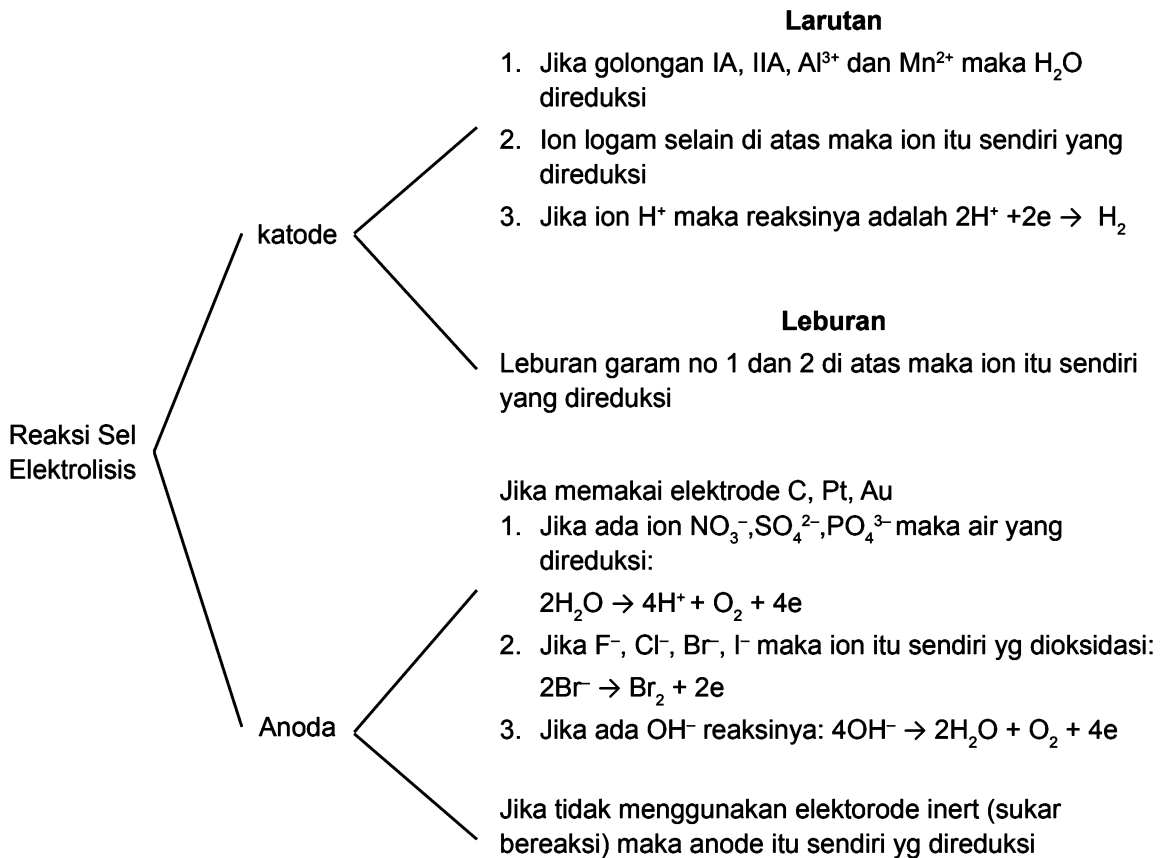 Larutan
1. Jika golongan IA, IIA, Al³⁺ dan Mn²⁺ maka H₂O
direduksi
2. Ion logam selain di atas maka ion itu sendiri yang
direduksi
3. Jika ion H⁺ maka reaksinya adalah 2H⁺ +2e → H₂
katode
Leburan
Leburan garam no 1 dan 2 di atas maka ion itu sendiri
yang direduksi
Reaksi Sel
Elektrolisis
Jika memakai elektrode C, Pt, Au
1. Jika ada ion NO₃⁻,SO₄²⁻,PO₄³⁻ maka air yang
direduksi:
2H₂O → 4H⁺ + O₂ + 4e
2. Jika F⁻, Cl⁻, Br⁻, I⁻ maka ion itu sendiri yg dioksidasi:
2Br⁻ → Br₂ + 2e
Anoda
3. Jika ada OH⁻ reaksinya: 4OH⁻ → 2H₂O + O₂ + 4e
Jika tidak menggunakan elektorode inert (sukar
bereaksi) maka anode itu sendiri yg direduksi